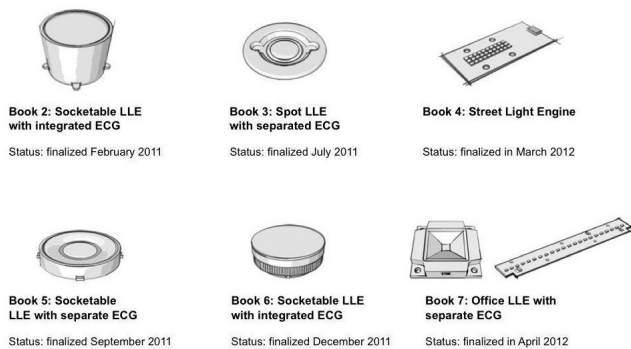 Book 2: Socketable LLE
with integrated ECG
Status: finalized February 2011
Book 3: Spot LLE
with separated ECG
Status: finalized July 2011
Book 4: Street Light Engine
Status: finalized in March 2012
Book 5: Socketable
LLE with separate ECG
Status: finalized September 2011
Book 6: Socketable LLE
with integrated ECG
Status: finalized December 2011
Book 7: Office LLE with
separate ECG
Status: finalized in April 2012